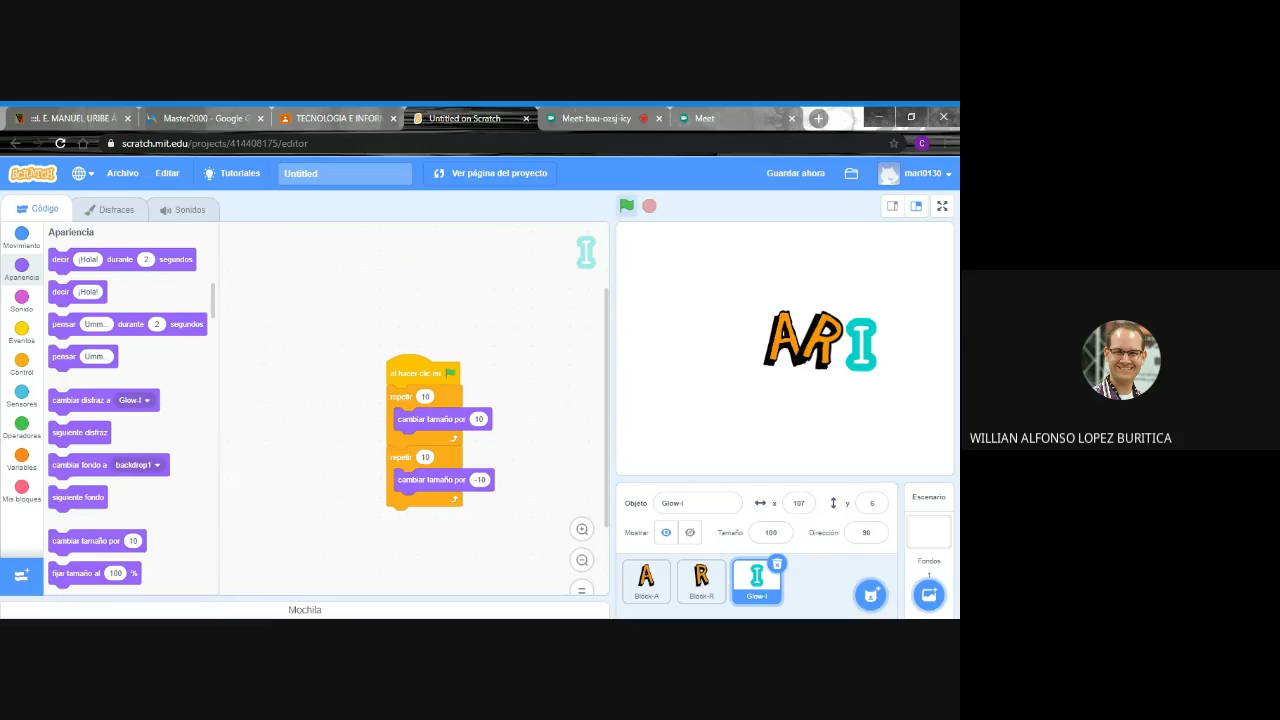 :::I. E. MANUEL URIBE Á
Master2000 - Google C
TECNOLOGIA E INFOR
Untitled on Scratch
Meet: bau-ozsj-icy
Meet
scratch.mit.edu/projects/414408175/editor
C
SCRATCH
Archivo
Editar
Tutoriales
Untitled
Ver página del proyecto
Guardar ahora
mari0130
Código
Disfraces
Sonidos
Movimiento
Apariencia
Sonido
Eventos
Control
Sensores
Operadores
Variables
Mis bloques
Apariencia
decir ¡Hola! durante 2 segundos
decir ¡Hola!
pensar Umm... durante 2 segundos
pensar Umm.
cambiar disfraz a Glow-I
siguiente disfraz
cambiar fondo a backdrop1
siguiente fondo
cambiar tamaño por 10
fijar tamaño al 100 %
I
al hacer clic en
repetir 10
cambiar tamaño por 10
repetir 10
cambiar tamaño por -10
Mochila
ARI
Objeto Glow-I x 107 y 6
Mostrar Tamaño 100 Dirección 90
A
Block-A
R
Block-R
I
Glow-I
Escenario
Fondos
1
WILLIAN ALFONSO LOPEZ BURITICA